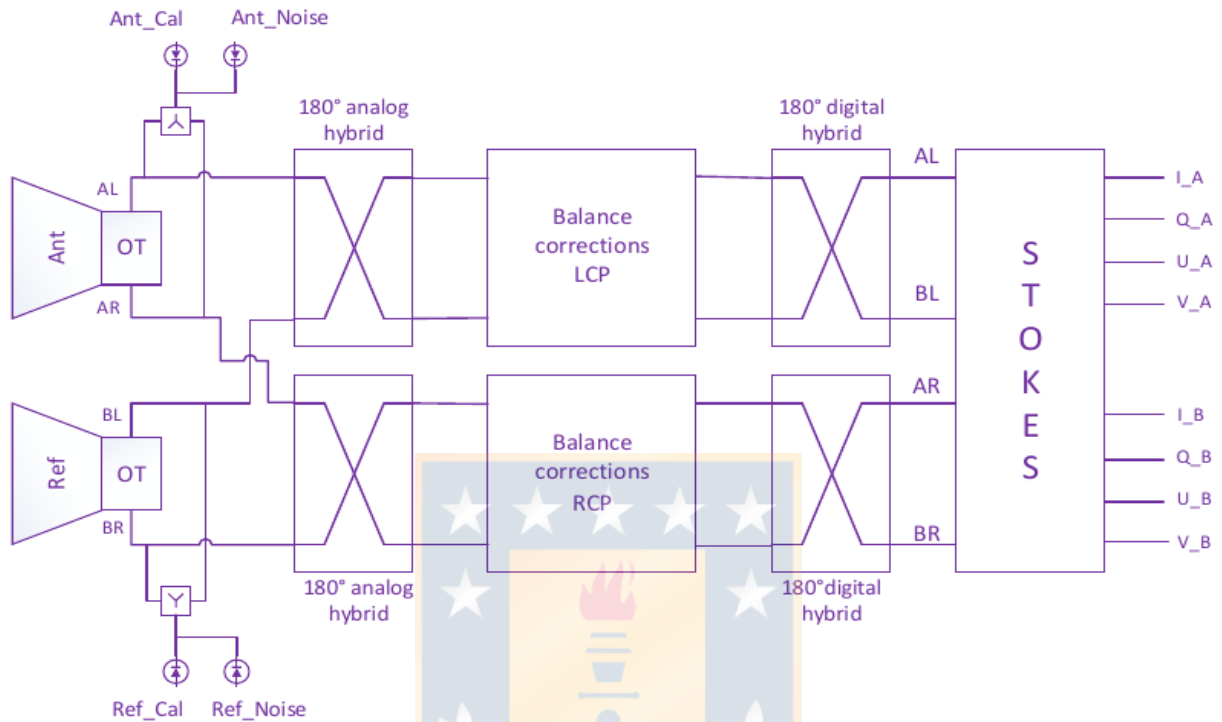 Ant_Cal
Ant_Noise
180° analog
hybrid
180° digital
hybrid
AL
Ant
OT
AR
Balance
corrections
LCP
AL
BL
I_A
Q_A
U_A
V_A
STOKES
BL
Ref
OT
BR
Balance
corrections
RCP
AR
BR
I_B
Q_B
U_B
V_B
180° analog
hybrid
180°digital
hybrid
Ref_Cal
Ref_Noise